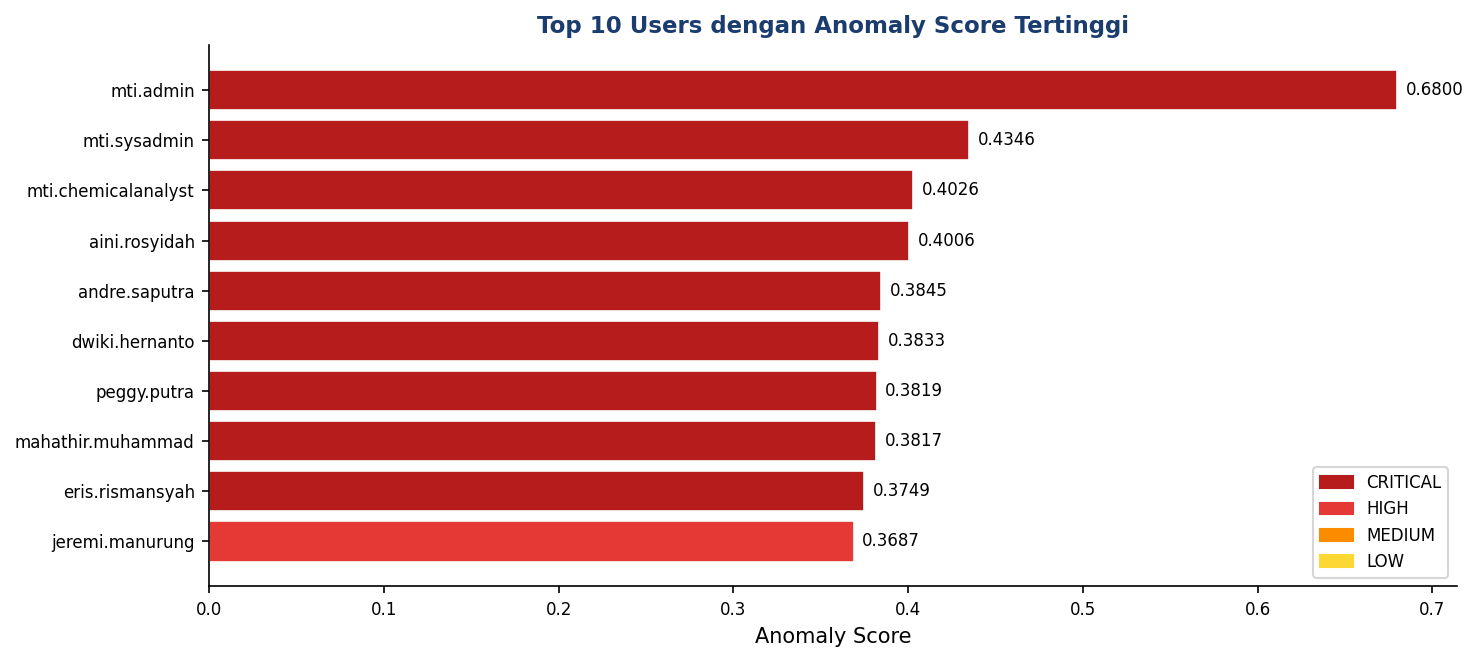 Top 10 Users dengan Anomaly Score Tertinggi
mti.admin 0.6800
mti.sysadmin 0.4346
mti.chemicalanalyst 0.4026
aini.rosyidah 0.4006
andre.saputra 0.3845
dwiki.hernanto 0.3833
peggy.putra 0.3819
mahathir.muhammad 0.3817
eris.rismansyah 0.3749
jeremi.manurung 0.3687
CRITICAL
HIGH
MEDIUM
LOW
0.0 0.1 0.2 0.3 0.4 0.5 0.6 0.7
Anomaly Score